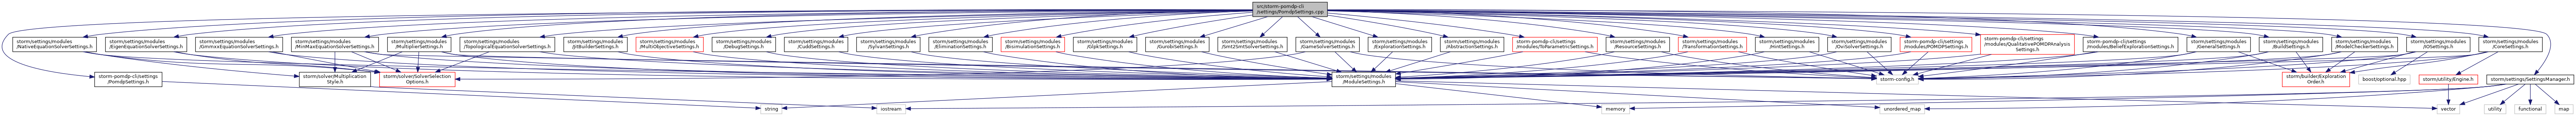 src/storm-pomdp-cli
/settings/PomdpSettings.cpp
storm/settings/modules
/NativeEquationSolverSettings.h
storm/settings/modules
/EigenEquationSolverSettings.h
storm/settings/modules
/GmmxxEquationSolverSettings.h
storm/settings/modules
/MinMaxEquationSolverSettings.h
storm/settings/modules
/MultiplierSettings.h
storm/settings/modules
/TopologicalEquationSolverSettings.h
storm/settings/modules
/JitBuilderSettings.h
storm/settings/modules
/MultiObjectiveSettings.h
storm/settings/modules
/DebugSettings.h
storm/settings/modules
/CuddSettings.h
storm/settings/modules
/SylvanSettings.h
storm/settings/modules
/EliminationSettings.h
storm/settings/modules
/BisimulationSettings.h
storm/settings/modules
/GlpkSettings.h
storm/settings/modules
/GurobiSettings.h
storm/settings/modules
/Smt2SmtSolverSettings.h
storm/settings/modules
/GameSolverSettings.h
storm/settings/modules
/ExplorationSettings.h
storm/settings/modules
/AbstractionSettings.h
storm-pomdp-cli/settings
/modules/ToParametricSettings.h
storm/settings/modules
/ResourceSettings.h
storm/settings/modules
/TransformationSettings.h
storm/settings/modules
/HintSettings.h
storm/settings/modules
/OviSolverSettings.h
storm-pomdp-cli/settings
/modules/POMDPSettings.h
storm-pomdp-cli/settings
/modules/QualitativePOMDPAnalysis
Settings.h
storm-pomdp-cli/settings
/modules/BeliefExplorationSettings.h
storm/settings/modules
/GeneralSettings.h
storm/settings/modules
/BuildSettings.h
storm/settings/modules
/ModelCheckerSettings.h
storm/settings/modules
/IOSettings.h
storm/settings/modules
/CoreSettings.h
storm-pomdp-cli/settings
/PomdpSettings.h
storm/solver/Multiplication
Style.h
storm/solver/SolverSelection
Options.h
storm/settings/modules
/ModuleSettings.h
storm-config.h
storm/builder/Exploration
Order.h
boost/optional.hpp
storm/utility/Engine.h
storm/settings/SettingsManager.h
string
iostream
memory
unordered_map
vector
utility
functional
map